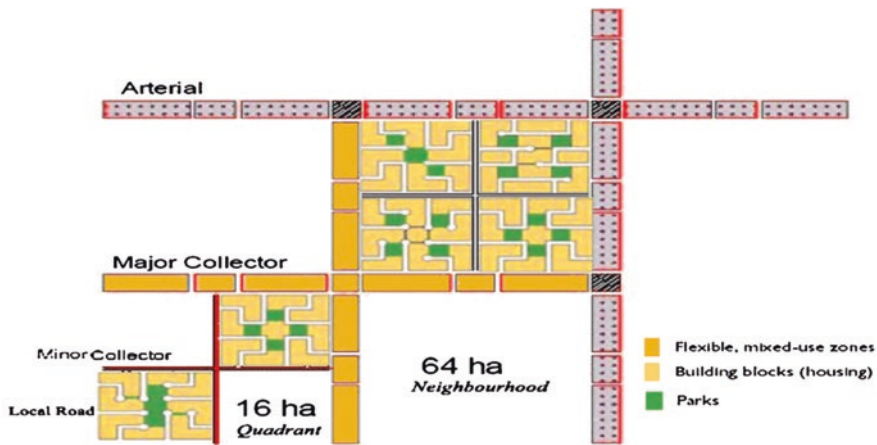 Arterial
Major Collector
Minor Collector
Local Road
64 ha
Neighbourhood
16 ha
Quadrant
Flexible, mixed-use zones
Building blocks (housing)
Parks